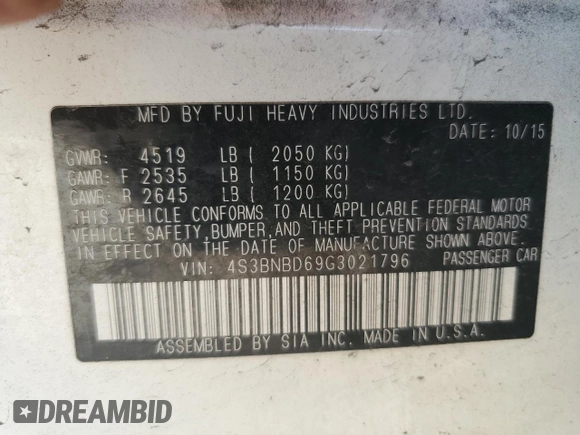 MFD BY FUJI HEAVY INDUSTRIES LTD.
DATE: 10/15
GVWR: 4519 LB ( 2050 KG)
GAWR: F 2535 LB ( 1150 KG)
GAWR: R 2645 LB ( 1200 KG)
THIS VEHICLE CONFORMS TO ALL APPLICABLE FEDERAL MOTOR
VEHICLE SAFETY, BUMPER, AND THEFT PREVENTION STANDARDS
IN EFFECT ON THE DATE OF MANUFACTURE SHOWN ABOVE.
VIN: 4S3BNBD69G3021796 PASSENGER CAR
ASSEMBLED BY SIA INC. MADE IN U.S.A.
DREAMBID